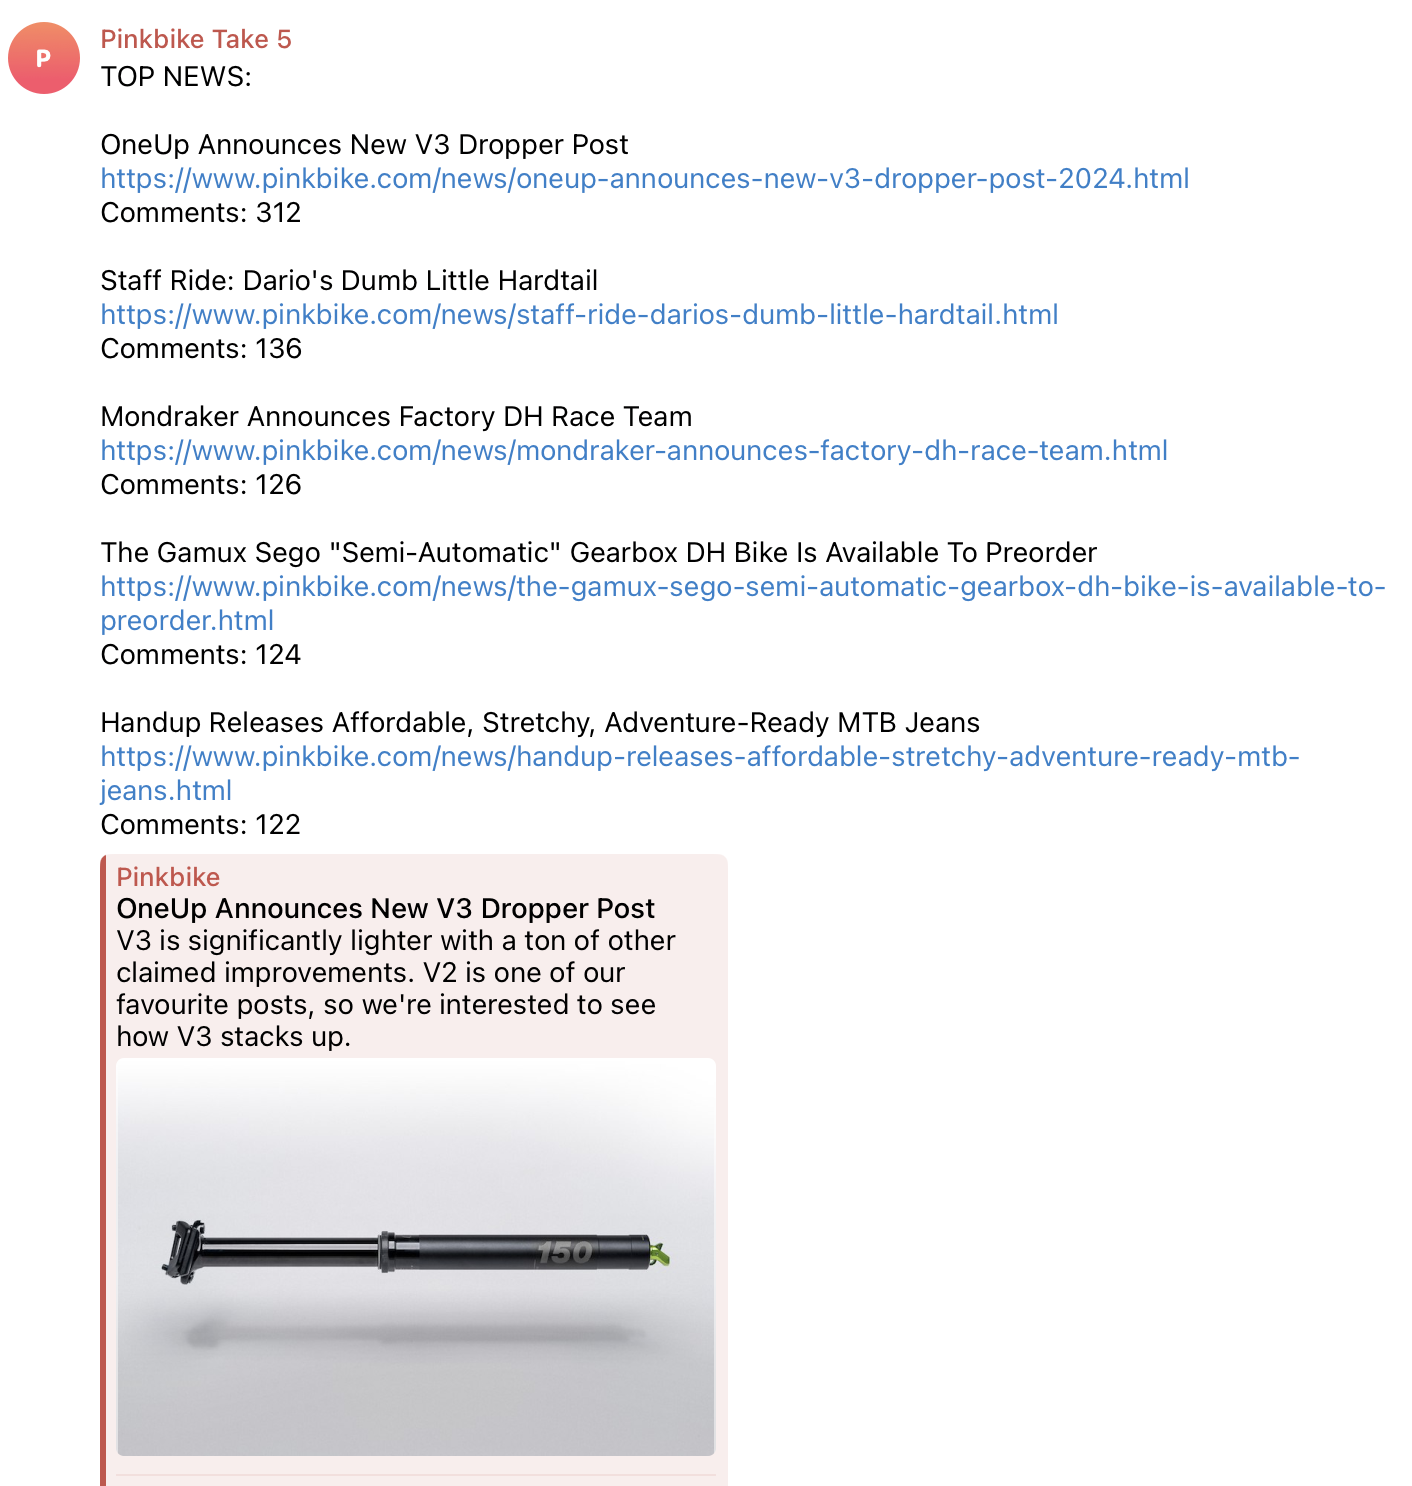 P
Pinkbike Take 5
TOP NEWS:
OneUp Announces New V3 Dropper Post
https://www.pinkbike.com/news/oneup-announces-new-v3-dropper-post-2024.html
Comments: 312
Staff Ride: Dario's Dumb Little Hardtail
https://www.pinkbike.com/news/staff-ride-darios-dumb-little-hardtail.html
Comments: 136
Mondraker Announces Factory DH Race Team
https://www.pinkbike.com/news/mondraker-announces-factory-dh-race-team.html
Comments: 126
The Gamux Sego "Semi-Automatic" Gearbox DH Bike Is Available To Preorder
https://www.pinkbike.com/news/the-gamux-sego-semi-automatic-gearbox-dh-bike-is-available-to-
preorder.html
Comments: 124
Handup Releases Affordable, Stretchy, Adventure-Ready MTB Jeans
https://www.pinkbike.com/news/handup-releases-affordable-stretchy-adventure-ready-mtb-
jeans.html
Comments: 122
Pinkbike
OneUp Announces New V3 Dropper Post
V3 is significantly lighter with a ton of other
claimed improvements. V2 is one of our
favourite posts, so we're interested to see
how V3 stacks up.
150